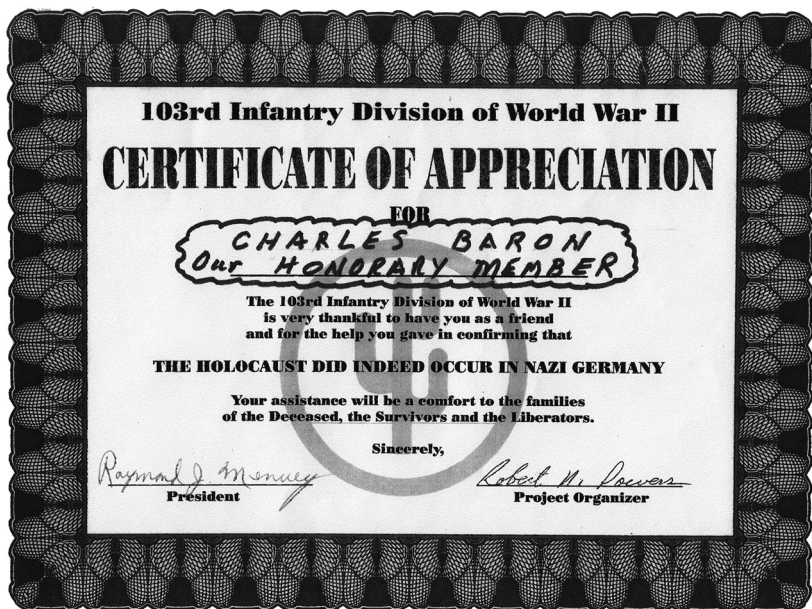 103rd Infantry Division of World War II
CERTIFICATE OF APPRECIATION
FOR
CHARLES BARON
Our HONORARY MEMBER
The 103rd Infantry Division of World War II
is very thankful to have you as a friend
and for the help you gave in confirming that
THE HOLOCAUST DID INDEED OCCUR IN NAZI GERMANY
Your assistance will be a comfort to the families
of the Deceased, the Survivors and the Liberators.
Sincerely,
Raymond J. Menuey Robert N. Powers
President Project Organizer